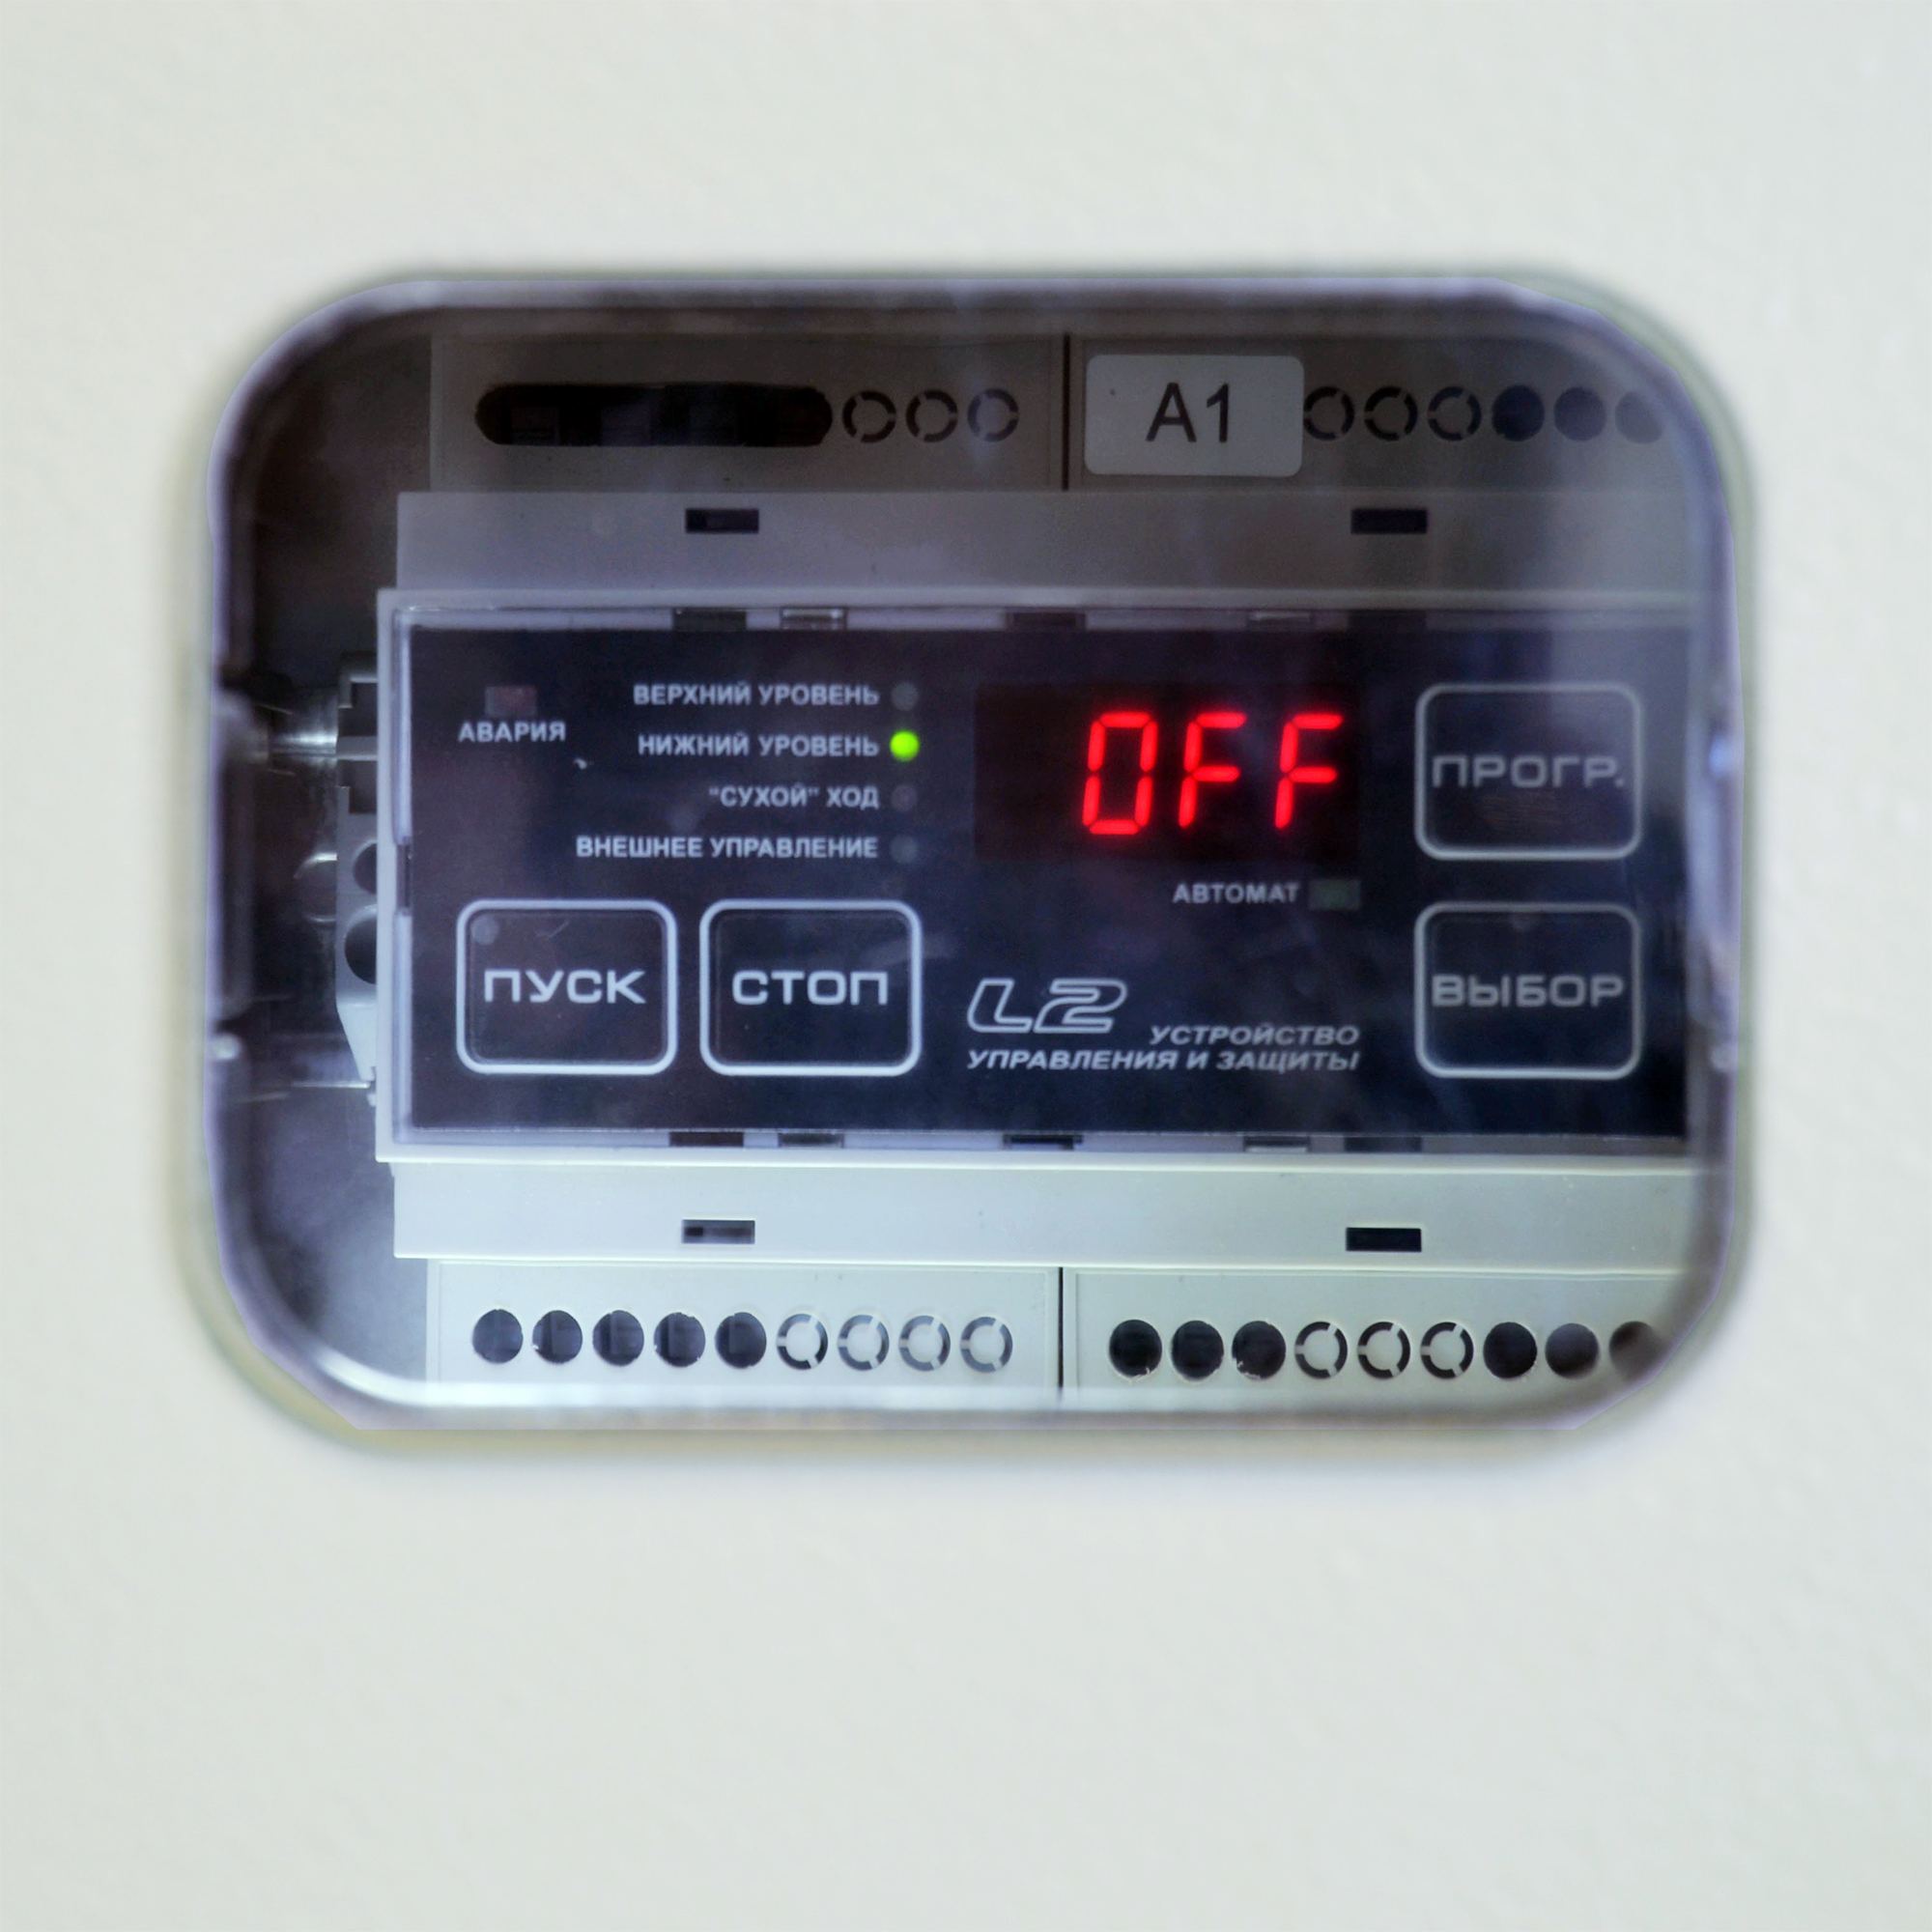 A1
АВАРИЯ
ВЕРХНИЙ УРОВЕНЬ
НИЖНИЙ УРОВЕНЬ
"СУХОЙ" ХОД
ВНЕШНЕЕ УПРАВЛЕНИЕ
OFF
АВТОМАТ
ПРОГР.
ПУСК
СТОП
L2
УСТРОЙСТВО
УПРАВЛЕНИЯ И ЗАЩИТЫ
ВЫБОР